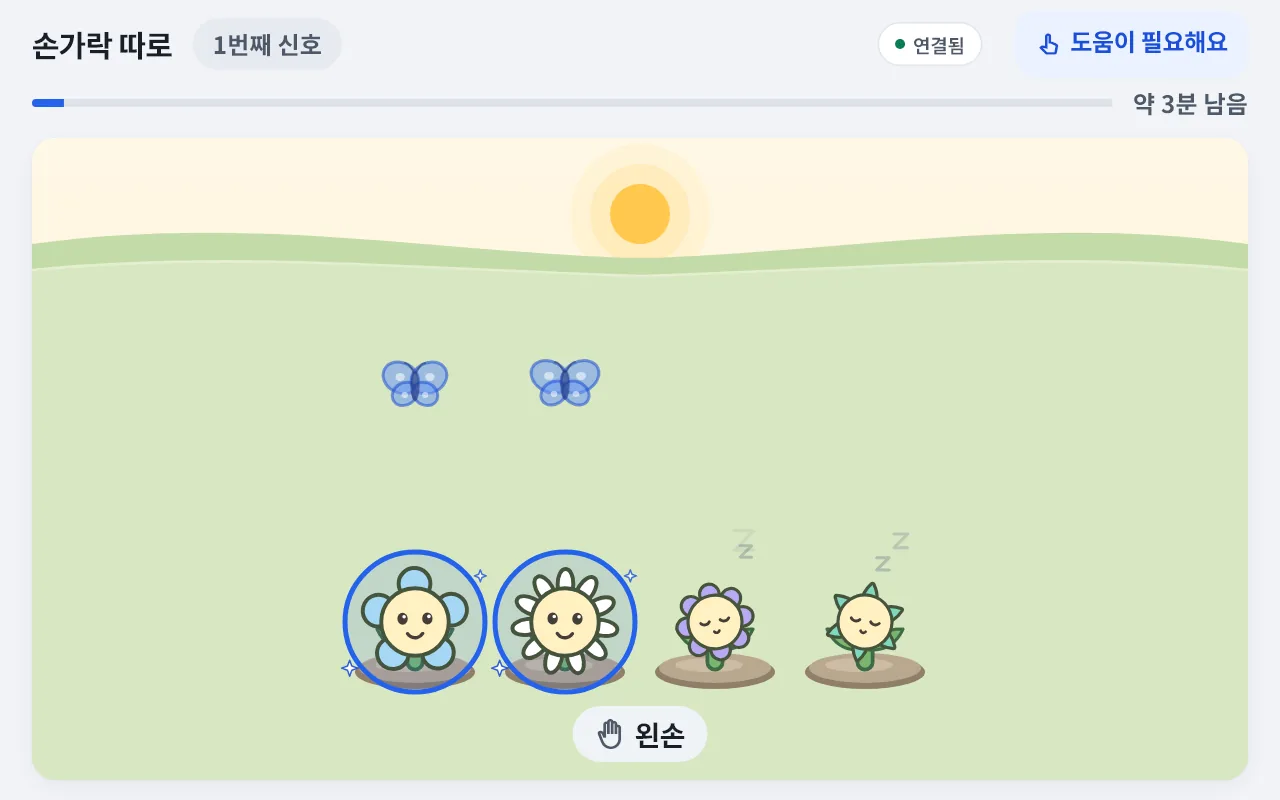 손가락 따로
1번째 신호
연결됨
도움이 필요해요
약 3분 남음
z z
z z
왼손